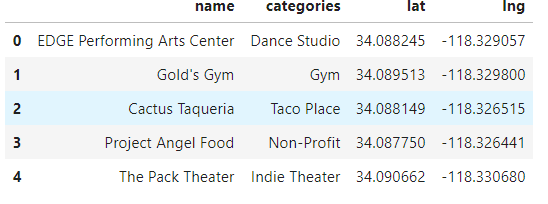 name categories lat lng
0 EDGE Performing Arts Center Dance Studio 34.088245 -118.329057
1 Gold's Gym Gym 34.089513 -118.329800
2 Cactus Taqueria Taco Place 34.088149 -118.326515
3 Project Angel Food Non-Profit 34.087750 -118.326441
4 The Pack Theater Indie Theater 34.090662 -118.330680